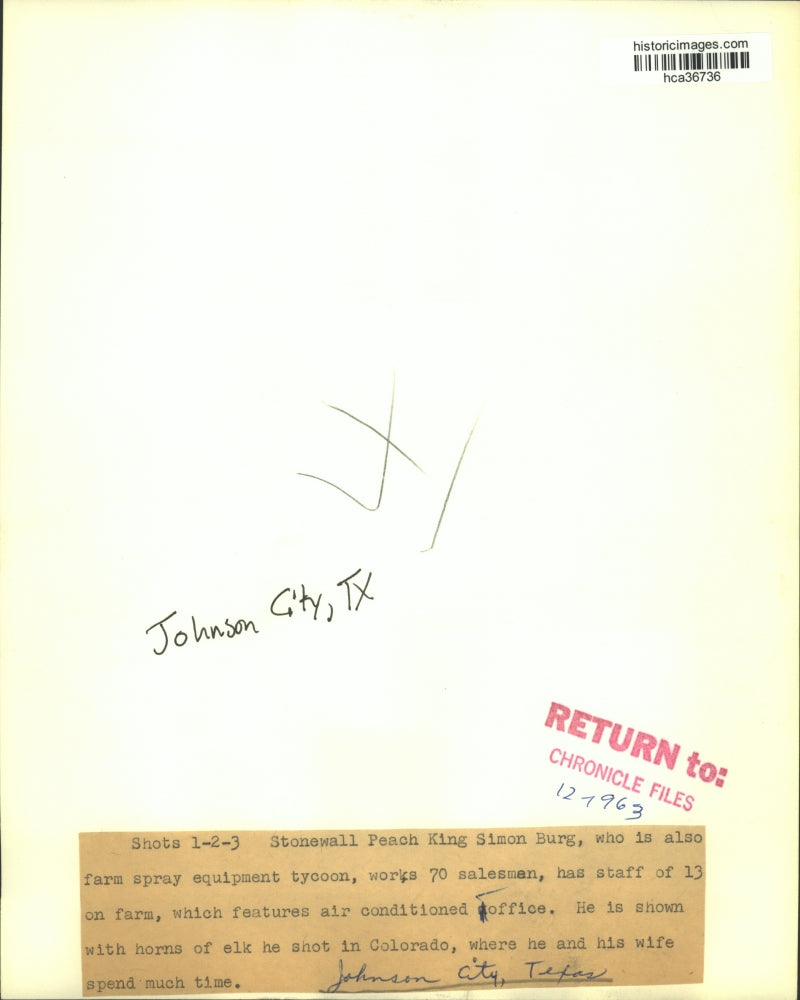 historicimages.com
hca36736
Johnson City, TX
RETURN to:
CHRONICLE FILES
12-1963
Shots 1-2-3 Stonewall Peach King Simon Burg, who is also
farm spray equipment tycoon, works 70 salesmen, has staff of 13
on farm, which features air conditioned office. He is shown
with horns of elk he shot in Colorado, where he and his wife
spend much time. Johnson City, Texas